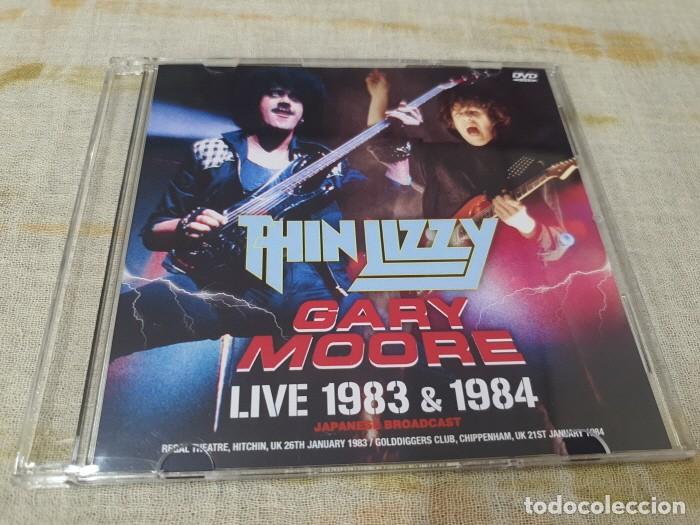 DVD
THIN LIZZY
GARY
MOORE
LIVE 1983 & 1984
JAPANESE BROADCAST
REGAL THEATRE, HITCHIN, UK 26TH JANUARY 1983 / GOLDDIGGERS CLUB, CHIPPENHAM, UK 21ST JANUARY 1984
todocoleccion